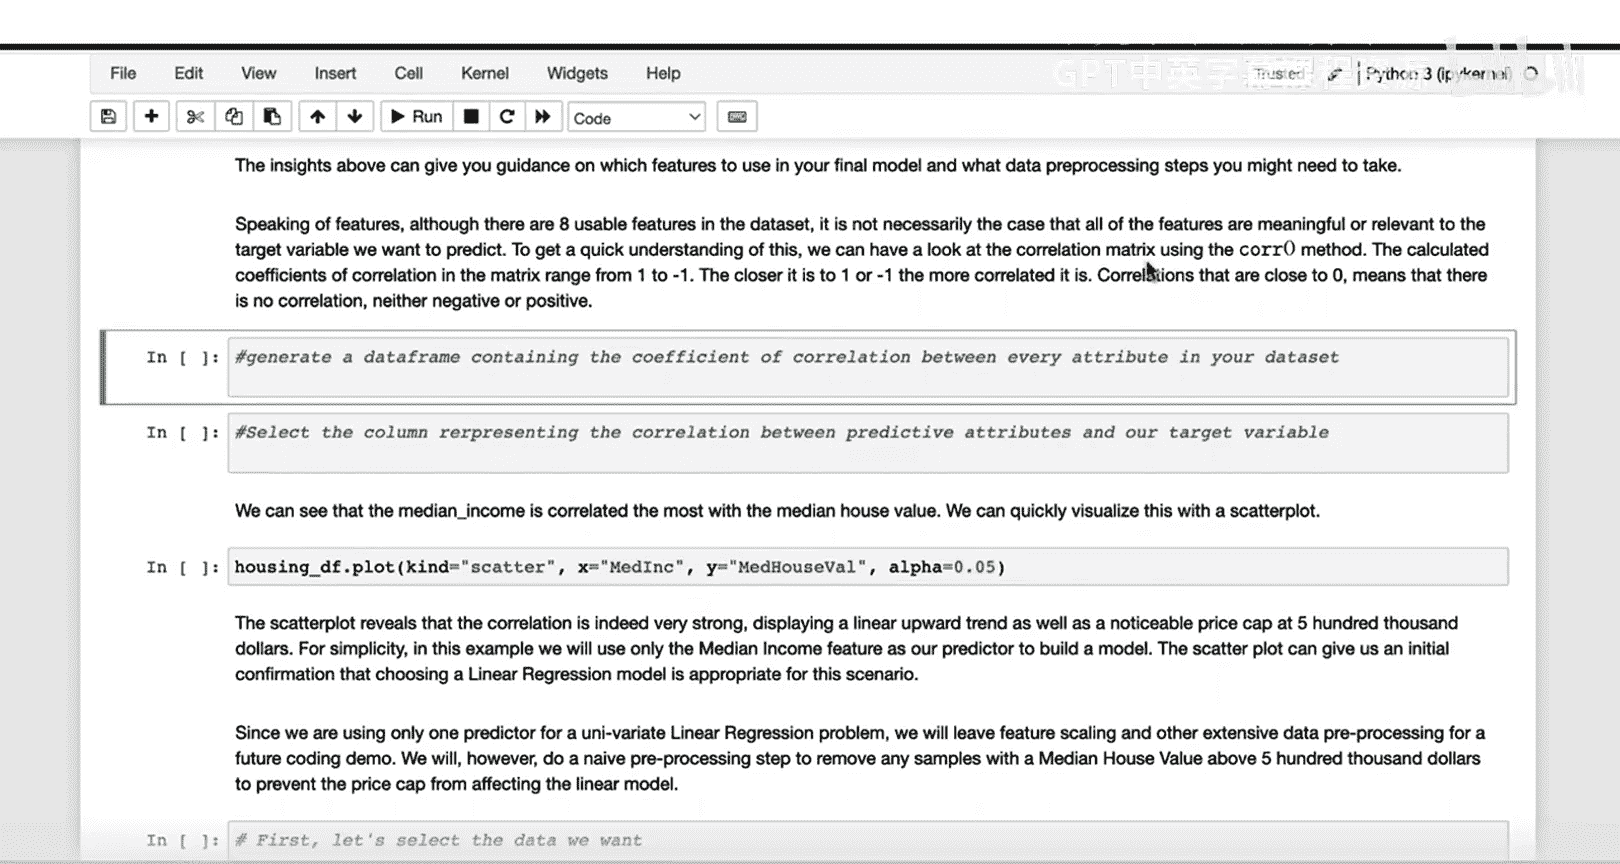 GPT中英字幕课程资源
File Edit View Insert Cell Kernel Widgets Help Trusted Python 3 (ipykernel)
Run Code
The insights above can give you guidance on which features to use in your final model and what data preprocessing steps you might need to take.
Speaking of features, although there are 8 usable features in the dataset, it is not necessarily the case that all of the features are meaningful or relevant to the
target variable we want to predict. To get a quick understanding of this, we can have a look at the correlation matrix using the corr() method. The calculated
coefficients of correlation in the matrix range from 1 to -1. The closer it is to 1 or -1 the more correlated it is. Correlations that are close to 0, means that there
is no correlation, neither negative or positive.
In [ ]: #generate a dataframe containing the coefficient of correlation between every attribute in your dataset
In [ ]: #Select the column rerpresenting the correlation between predictive attributes and our target variable
We can see that the median_income is correlated the most with the median house value. We can quickly visualize this with a scatterplot.
In [ ]: housing_df.plot(kind="scatter", x="MedInc", y="MedHouseVal", alpha=0.05)
The scatterplot reveals that the correlation is indeed very strong, displaying a linear upward trend as well as a noticeable price cap at 5 hundred thousand
dollars. For simplicity, in this example we will use only the Median Income feature as our predictor to build a model. The scatter plot can give us an initial
confirmation that choosing a Linear Regression model is appropriate for this scenario.
Since we are using only one predictor for a uni-variate Linear Regression problem, we will leave feature scaling and other extensive data pre-processing for a
future coding demo. We will, however, do a naive pre-processing step to remove any samples with a Median House Value above 5 hundred thousand dollars
to prevent the price cap from affecting the linear model.
In [ ]: # First, let's select the data we want